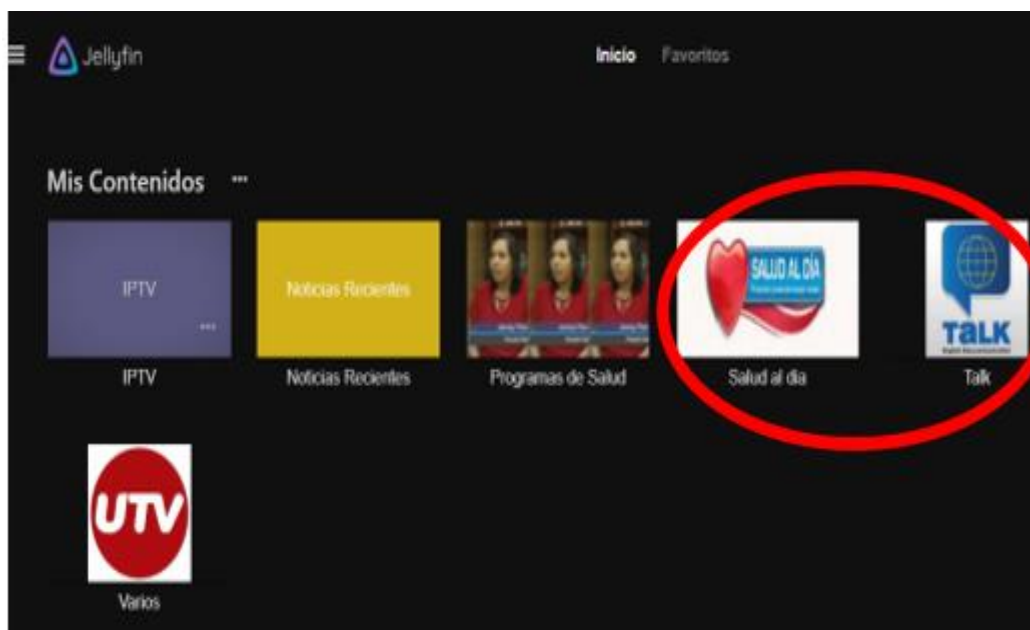 Jellyfin
Inicio Favoritos
Mis Contenidos
IPTV
Noticias Recientes
SALUD AL DÍA
TALK
IPTV
Noticias Recientes
Programas de Salud
Salud al dia
Talk
UTV
Varios